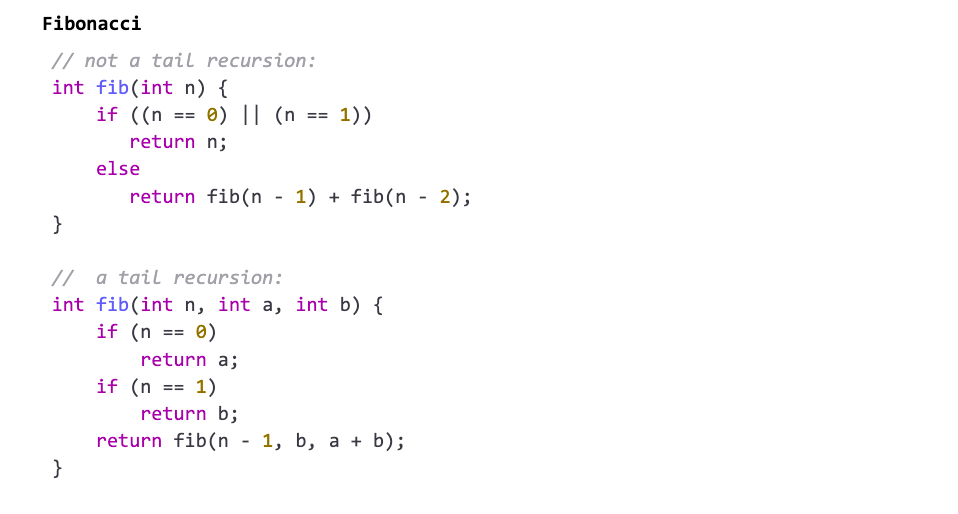 Fibonacci
// not a tail recursion:
int fib(int n) {
    if ((n == 0) || (n == 1))
       return n;
    else
       return fib(n - 1) + fib(n - 2);
}
//  a tail recursion:
int fib(int n, int a, int b) {
    if (n == 0)
        return a;
    if (n == 1)
        return b;
    return fib(n - 1, b, a + b);
}